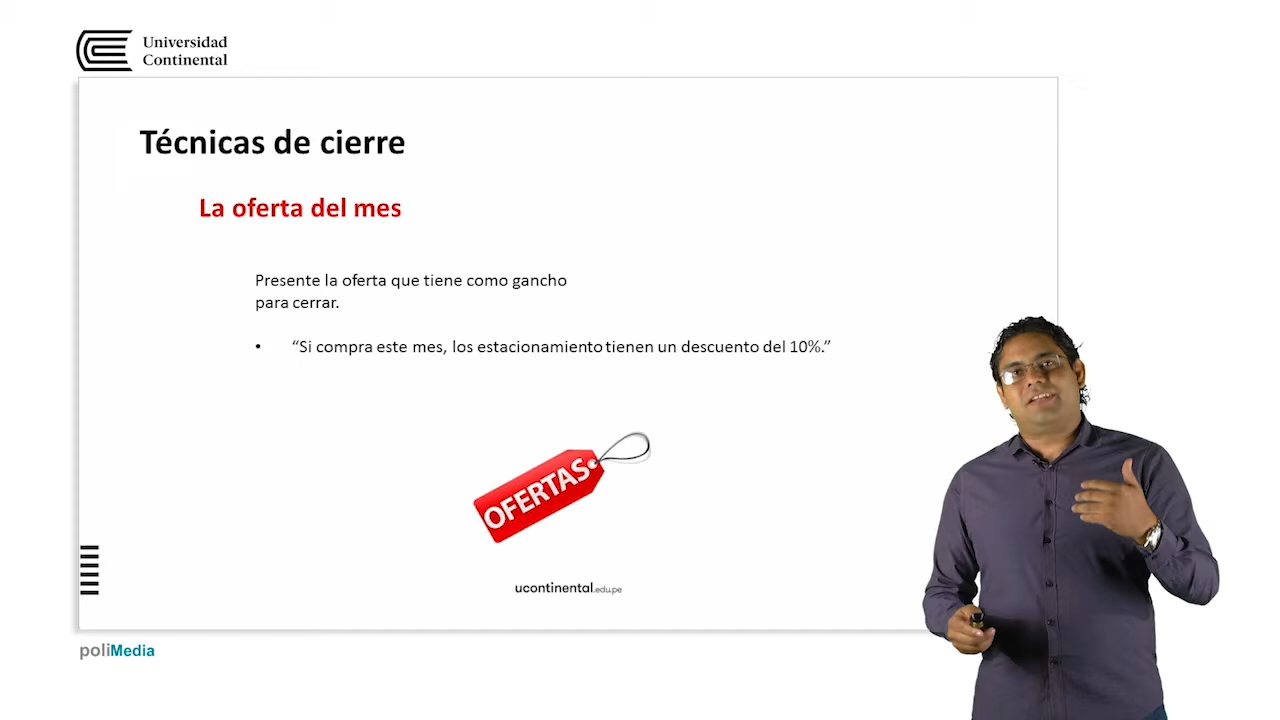 Universidad
Continental
Técnicas de cierre
La oferta del mes
Presente la oferta que tiene como gancho
para cerrar.
• “Si compra este mes, los estacionamiento tienen un descuento del 10%.”
OFERTAS
ucontinental.edu.pe
poliMedia